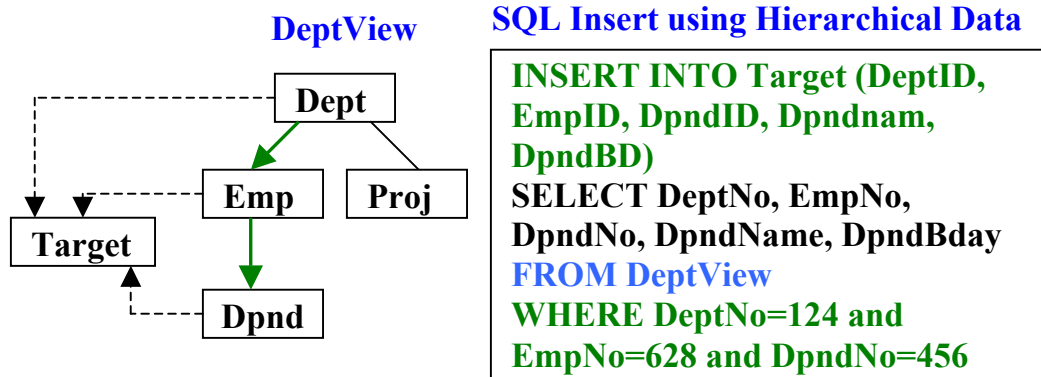 DeptView
SQL Insert using Hierarchical Data
Dept
Emp
Proj
Target
Dpnd
INSERT INTO Target (DeptID,
EmpID, DpndID, Dpndnam,
DpndBD)
SELECT DeptNo, EmpNo,
DpndNo, DpndName, DpndBday
FROM DeptView
WHERE DeptNo=124 and
EmpNo=628 and DpndNo=456